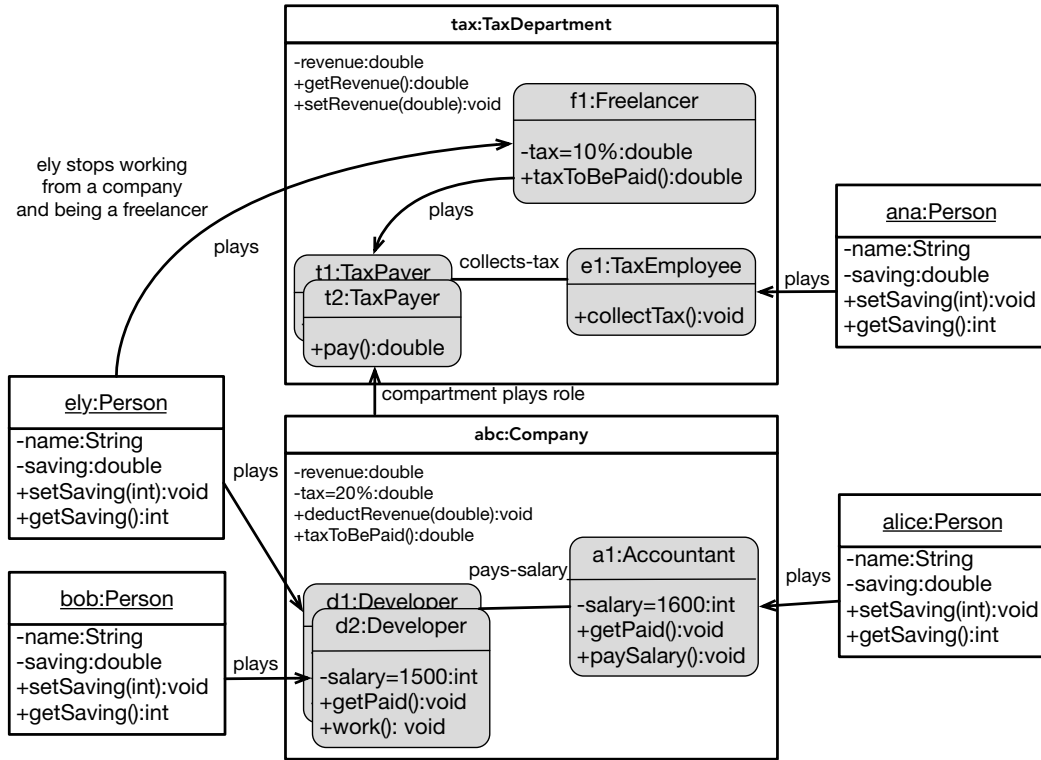 tax:TaxDepartment
-revenue:double
+getRevenue():double
+setRevenue(double):void
f1:Freelancer
-tax=10%:double
+taxToBePaid():double
ely stops working
from a company
and being a freelancer
plays
plays
t1:TaxPayer
t2:TaxPayer
+pay():double
collects-tax
e1:TaxEmployee
+collectTax():void
plays
ana:Person
-name:String
-saving:double
+setSaving(int):void
+getSaving():int
compartment plays role
ely:Person
-name:String
-saving:double
+setSaving(int):void
+getSaving():int
plays
abc:Company
-revenue:double
-tax=20%:double
+deductRevenue(double):void
+taxToBePaid():double
pays-salary
a1:Accountant
-salary=1600:int
+getPaid():void
+paySalary():void
plays
alice:Person
-name:String
-saving:double
+setSaving(int):void
+getSaving():int
bob:Person
-name:String
-saving:double
+setSaving(int):void
+getSaving():int
plays
d1:Developer
d2:Developer
-salary=1500:int
+getPaid():void
+work(): void